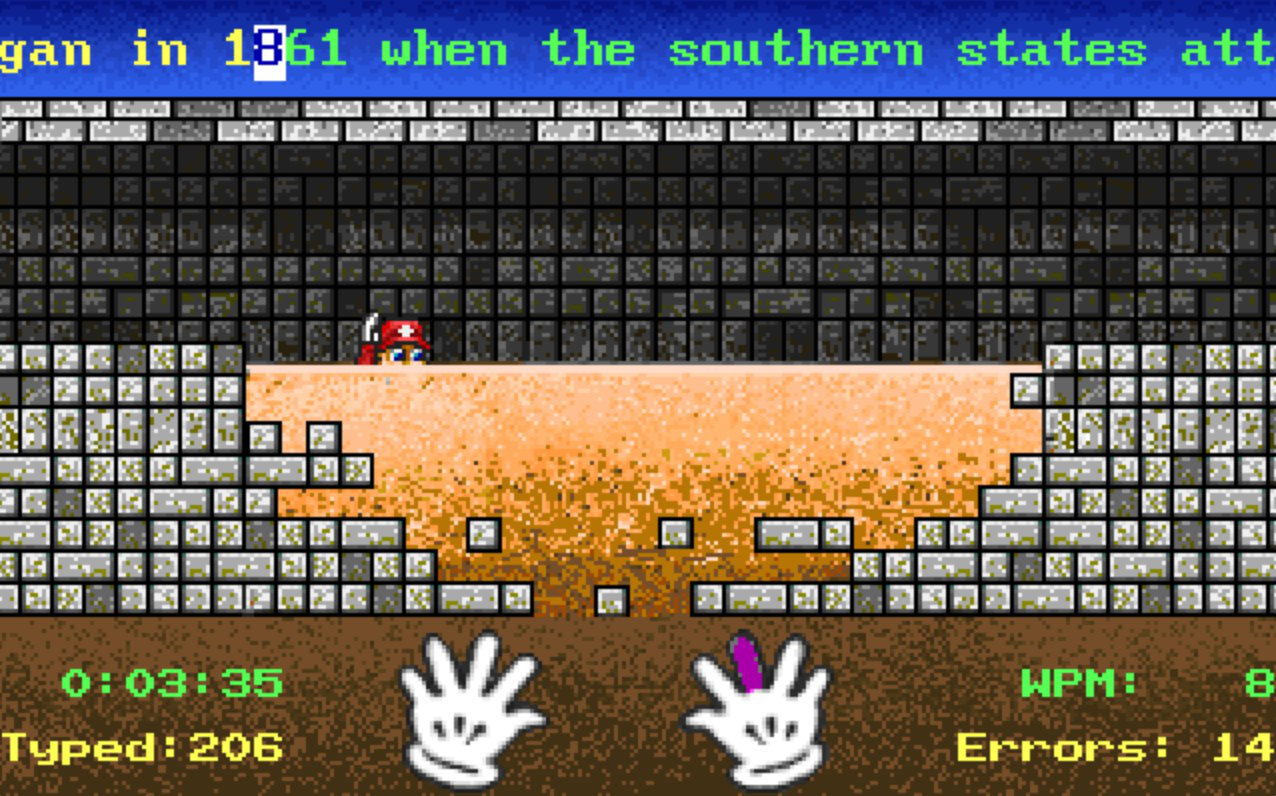 gan in 1861 when the southern states att
0:03:35
WPM: 8
Typed:206
Errors: 14